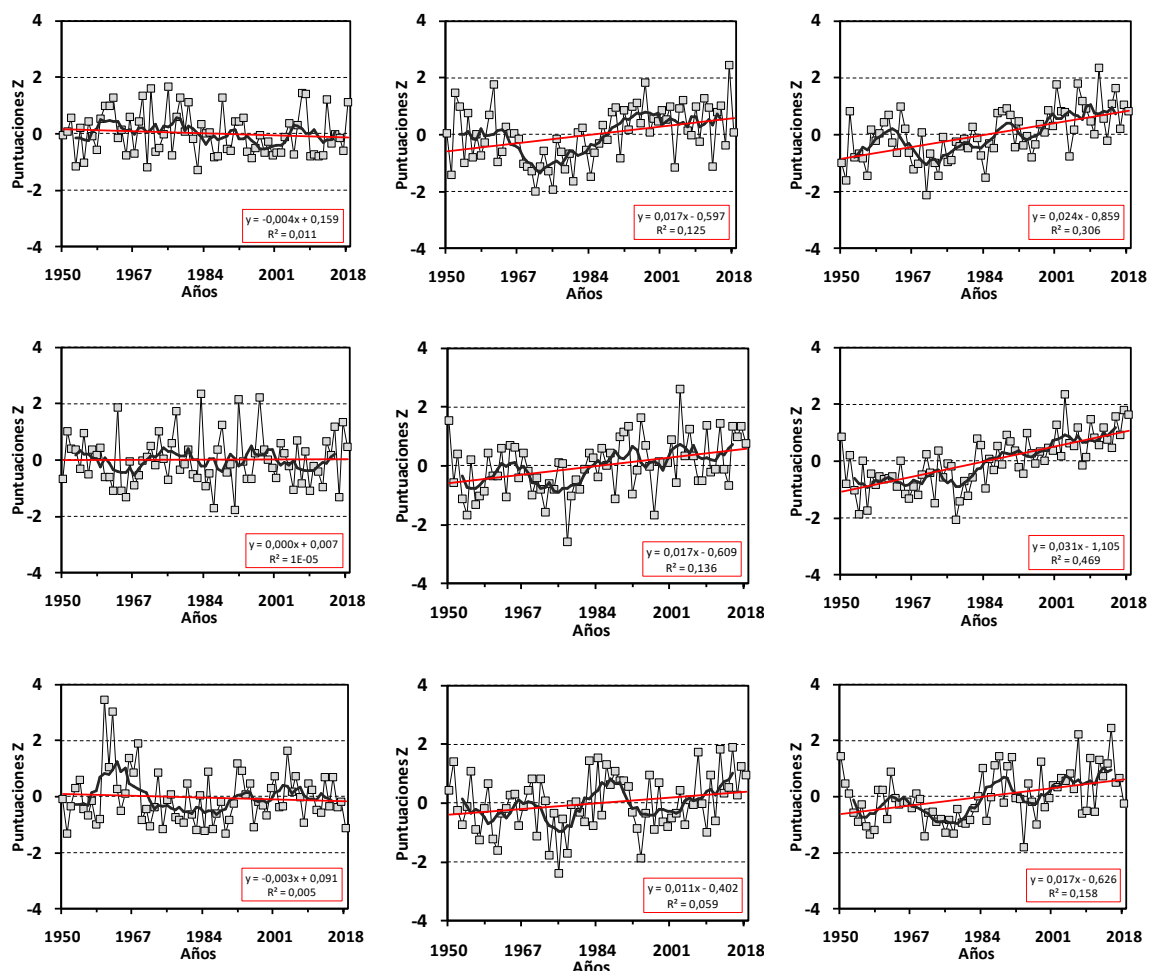 4
2
0
-2
-4
Puntuaciones Z
y = -0,004x + 0,159
R² = 0,011
1950 1967 1984 2001 2018
Años
4
2
0
-2
-4
Puntuaciones Z
y = 0,017x - 0,597
R² = 0,125
1950 1967 1984 2001 2018
Años
4
2
0
-2
-4
Puntuaciones Z
y = 0,024x - 0,859
R² = 0,306
1950 1967 1984 2001 2018
Años
4
2
0
-2
-4
Puntuaciones Z
y = 0,000x + 0,007
R² = 1E-05
1950 1967 1984 2001 2018
Años
4
2
0
-2
-4
Puntuaciones Z
y = 0,017x - 0,609
R² = 0,136
1950 1967 1984 2001 2018
Años
4
2
0
-2
-4
Puntuaciones Z
y = 0,031x - 1,105
R² = 0,469
1950 1967 1984 2001 2018
Años
4
2
0
-2
-4
Puntuaciones Z
y = -0,003x + 0,091
R² = 0,005
1950 1967 1984 2001 2018
Años
4
2
0
-2
-4
Puntuaciones Z
y = 0,011x - 0,402
R² = 0,059
1950 1967 1984 2001 2018
Años
4
2
0
-2
-4
Puntuaciones Z
y = 0,017x - 0,626
R² = 0,158
1950 1967 1984 2001 2018
Años